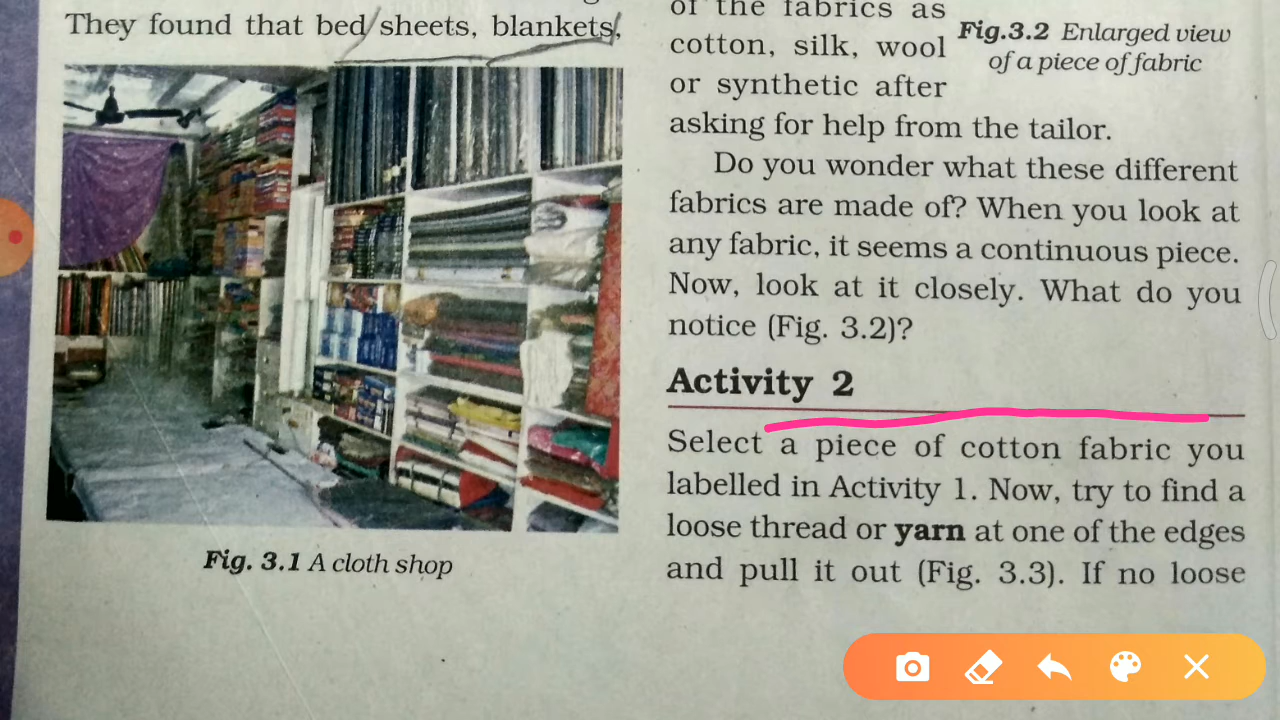 They found that bed sheets, blankets,
Fig. 3.1 A cloth shop
of the fabrics as
cotton, silk, wool
or synthetic after
asking for help from the tailor.
Fig.3.2 Enlarged view
of a piece of fabric
Do you wonder what these different
fabrics are made of? When you look at
any fabric, it seems a continuous piece.
Now, look at it closely. What do you
notice (Fig. 3.2)?
Activity 2
Select a piece of cotton fabric you
labelled in Activity 1. Now, try to find a
loose thread or yarn at one of the edges
and pull it out (Fig. 3.3). If no loose